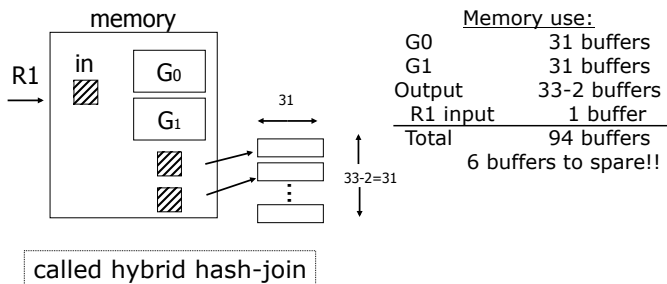 memory
in
R1
G0
G1
31
33-2=31
called hybrid hash-join
Memory use:
G0 31 buffers
G1 31 buffers
Output 33-2 buffers
R1 input 1 buffer
Total 94 buffers
6 buffers to spare!!